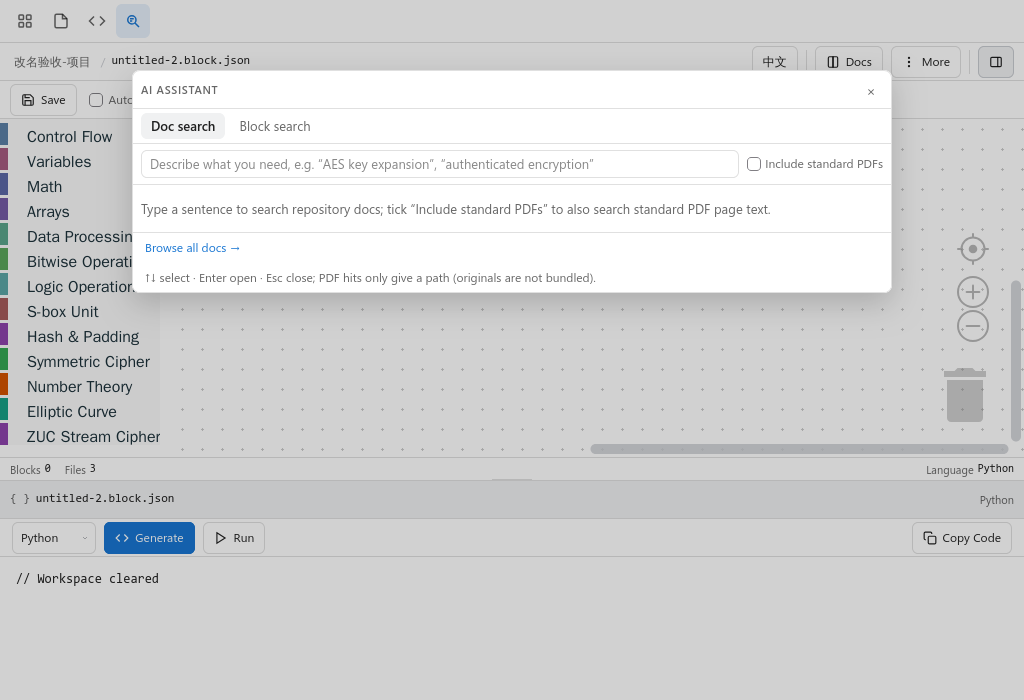 改名验收-项目 / untitled-2.block.json
中文
Docs
More
Save
Auto
AI ASSISTANT
×
Doc search
Block search
Describe what you need, e.g. “AES key expansion”, “authenticated encryption”
Include standard PDFs
Type a sentence to search repository docs; tick “Include standard PDFs” to also search standard PDF page text.
Browse all docs →
↑↓ select · Enter open · Esc close; PDF hits only give a path (originals are not bundled).
Control Flow
Variables
Math
Arrays
Data Processin
Bitwise Operati
Logic Operation
S-box Unit
Hash & Padding
Symmetric Cipher
Number Theory
Elliptic Curve
ZUC Stream Cipher
Blocks 0 Files 3
Language Python
{ } untitled-2.block.json
Python
Python
Generate
Run
Copy Code
// Workspace cleared